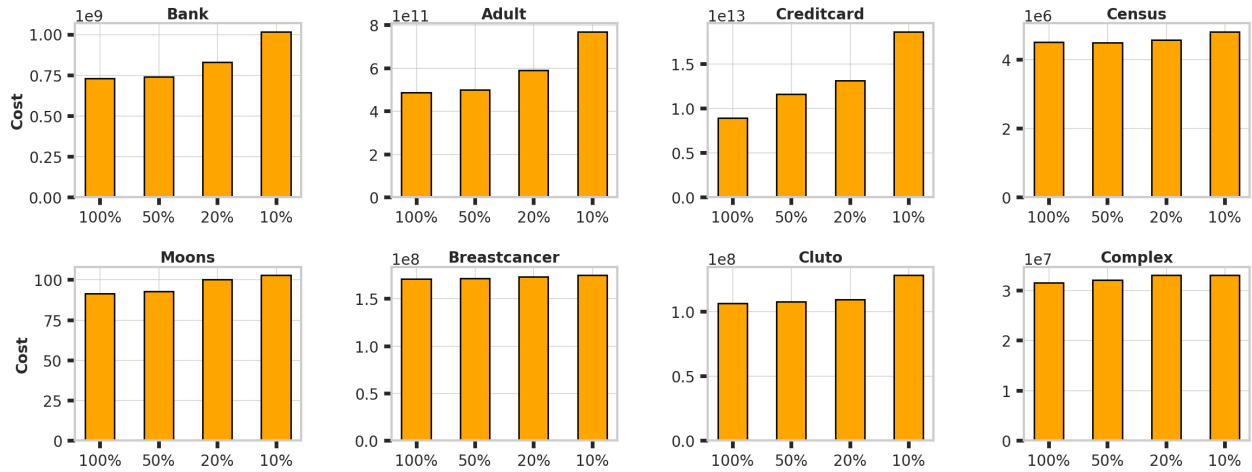 1e9
Bank
1.00
0.75
0.50
0.25
0.00
Cost
100% 50% 20% 10%
1e11
Adult
8
6
4
2
0
100% 50% 20% 10%
1e13
Creditcard
1.5
1.0
0.5
0.0
100% 50% 20% 10%
1e6
Census
4
2
0
100% 50% 20% 10%
Moons
100
75
50
25
0
Cost
100% 50% 20% 10%
1e8
Breastcancer
1.5
1.0
0.5
0.0
100% 50% 20% 10%
1e8
Cluto
1.0
0.5
0.0
100% 50% 20% 10%
1e7
Complex
3
2
1
0
100% 50% 20% 10%